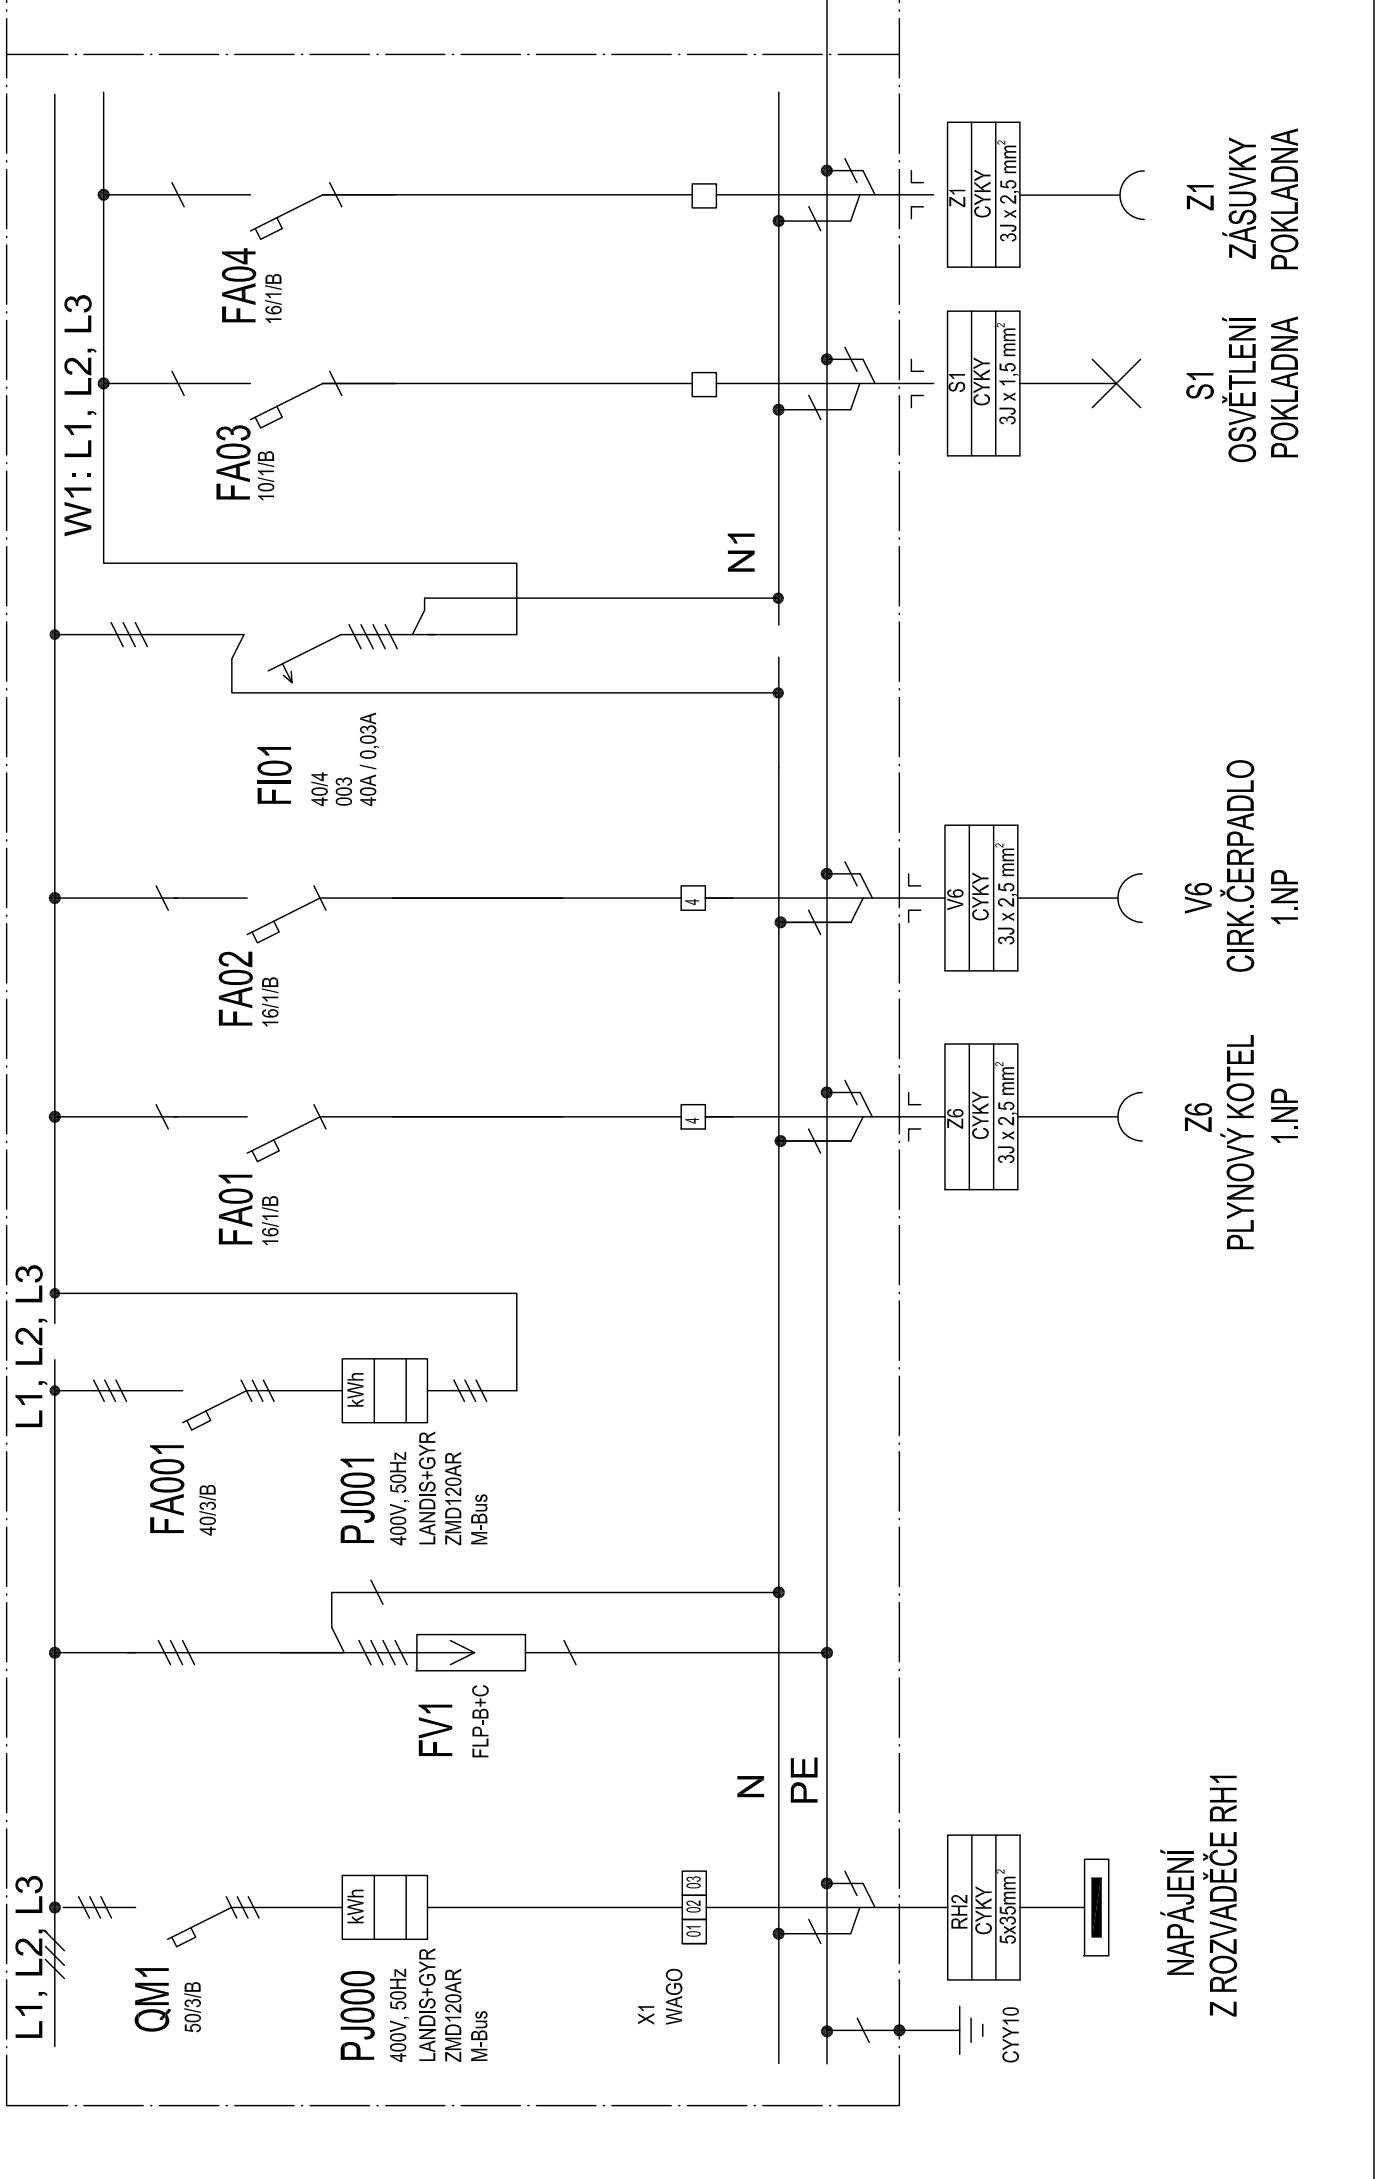 L1, L2, L3
QM1
50/3/B
PJ000
400V, 50Hz
LANDIS+GYR
ZMD120AR
M-Bus
kWh
X1
WAGO
01 02 03
N
PE
CYY10
RH2
CYKY
5x35mm²
NAPÁJENÍ
Z ROZVADĚČE RH1
FV1
FLP-B+C
L1, L2, L3
FA001
40/3/B
PJ001
400V, 50Hz
LANDIS+GYR
ZMD120AR
M-Bus
kWh
FA01
16/1/B
4
Z6
CYKY
3J x 2,5 mm²
Z6
PLYNOVÝ KOTEL
1.NP
FA02
16/1/B
4
V6
CYKY
3J x 2,5 mm²
V6
CIRK.ČERPADLO
1.NP
FI01
40/4
003
40A / 0,03A
N1
W1: L1, L2, L3
FA03
10/1/B
S1
CYKY
3J x 1,5 mm²
S1
OSVĚTLENÍ
POKLADNA
FA04
16/1/B
Z1
CYKY
3J x 2,5 mm²
Z1
ZÁSUVKY
POKLADNA